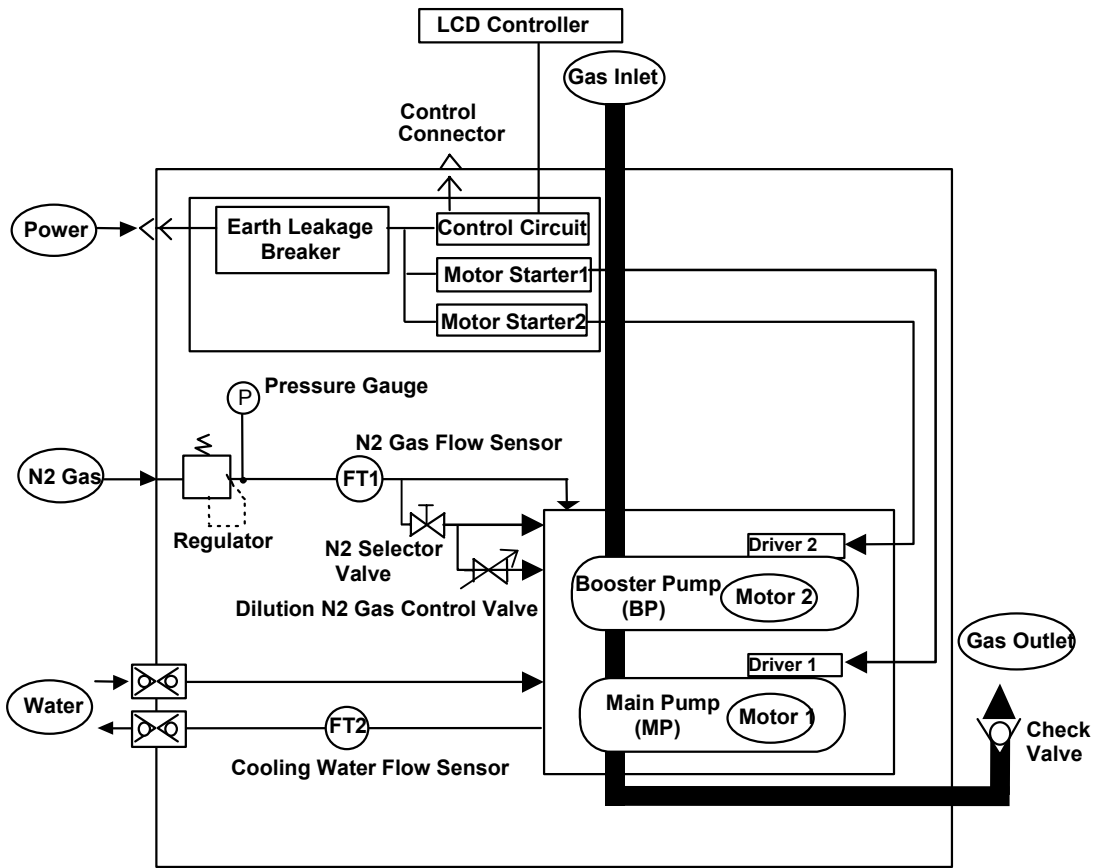 LCD Controller
Gas Inlet
Control
Connector
Power
Earth Leakage
Breaker
Control Circuit
Motor Starter1
Motor Starter2
P
Pressure Gauge
N2 Gas Flow Sensor
N2 Gas
FT1
Regulator
N2 Selector
Valve
Dilution N2 Gas Control Valve
Driver 2
Booster Pump
(BP)
Motor 2
Gas Outlet
Driver 1
Main Pump
(MP)
Motor 1
Water
FT2
Cooling Water Flow Sensor
Check
Valve